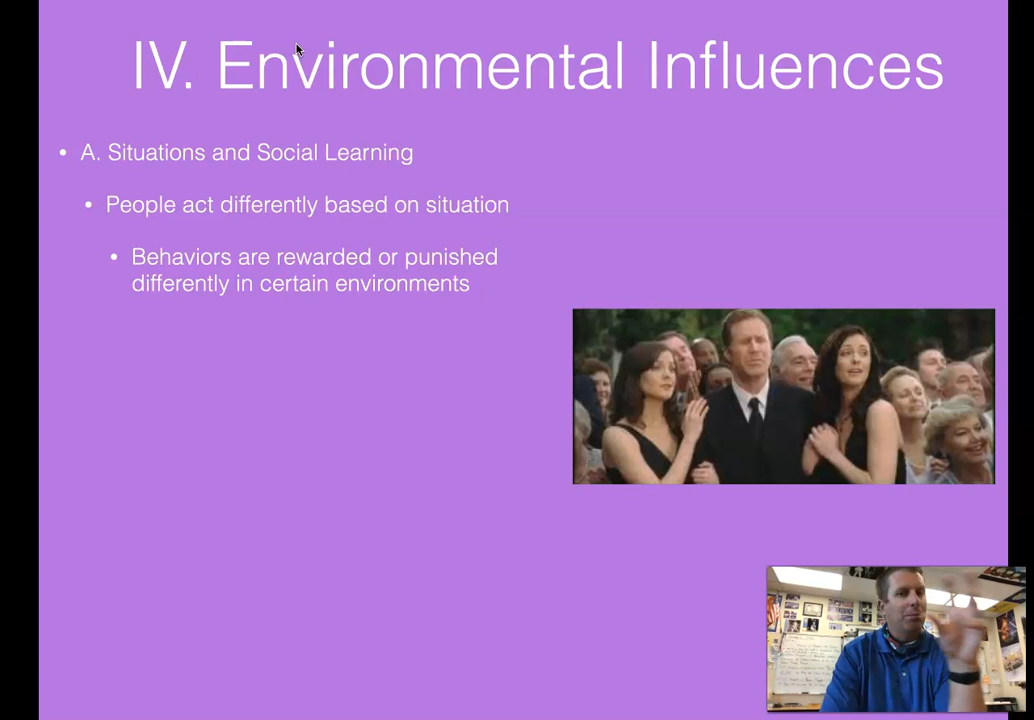 IV. Environmental Influences
• A. Situations and Social Learning
• People act differently based on situation
• Behaviors are rewarded or punished
differently in certain environments